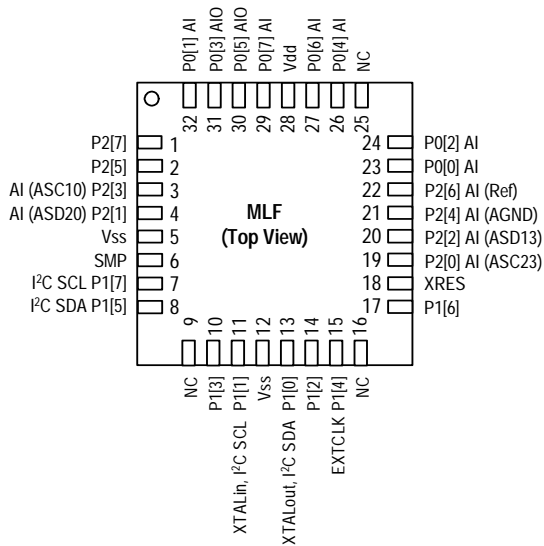 P0[1] AI
P0[3] AIO
P0[5] AIO
P0[7] AI
Vdd
P0[6] AI
P0[4] AI
NC
32
31
30
29
28
27
26
25
P2[7] 1
P2[5] 2
AI (ASC10) P2[3] 3
AI (ASD20) P2[1] 4
Vss 5
SMP 6
I²C SCL P1[7] 7
I²C SDA P1[5] 8
MLF
(Top View)
24 P0[2] AI
23 P0[0] AI
22 P2[6] AI (Ref)
21 P2[4] AI (AGND)
20 P2[2] AI (ASD13)
19 P2[0] AI (ASC23)
18 XRES
17 P1[6]
9
10
11
12
13
14
15
16
NC
P1[3]
XTALin, I²C SCL P1[1]
Vss
XTALout, I²C SDA P1[0]
P1[2]
EXTCLK P1[4]
NC